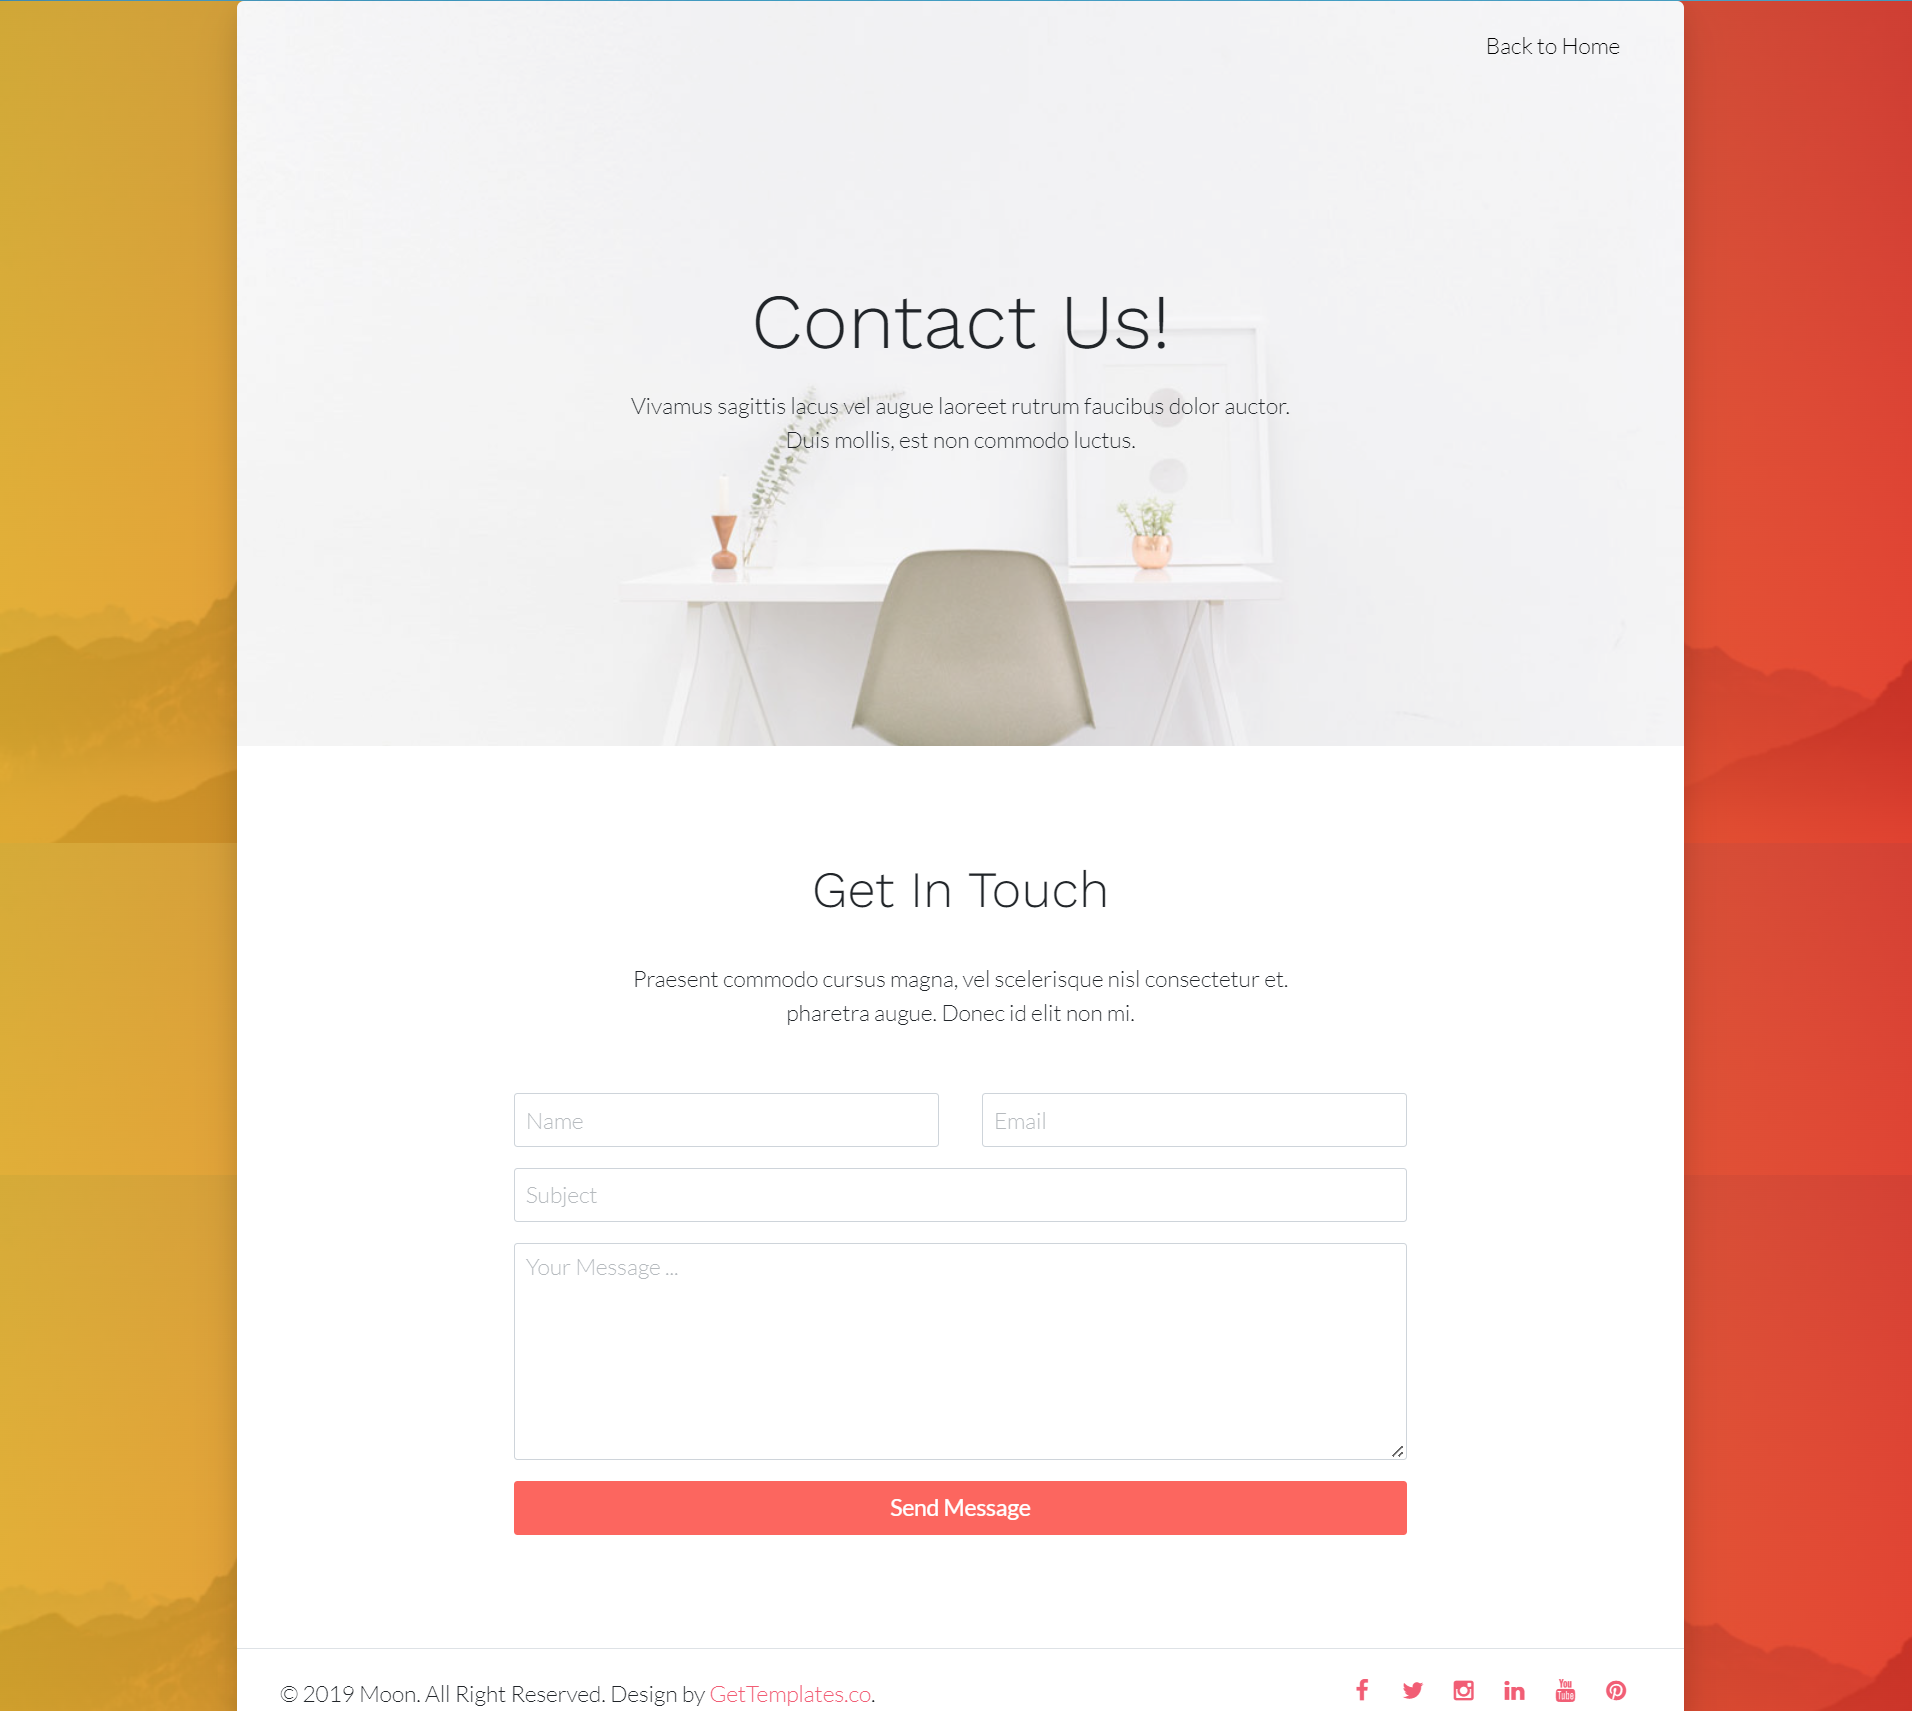 Back to Home
Contact Us!
Vivamus sagittis lacus vel augue laoreet rutrum faucibus dolor auctor.
Duis mollis, est non commodo luctus.
Get In Touch
Praesent commodo cursus magna, vel scelerisque nisl consectetur et.
pharetra augue. Donec id elit non mi.
Name
Email
Subject
Your Message ...
Send Message
© 2019 Moon. All Right Reserved. Design by GetTemplates.co.
You
Tube